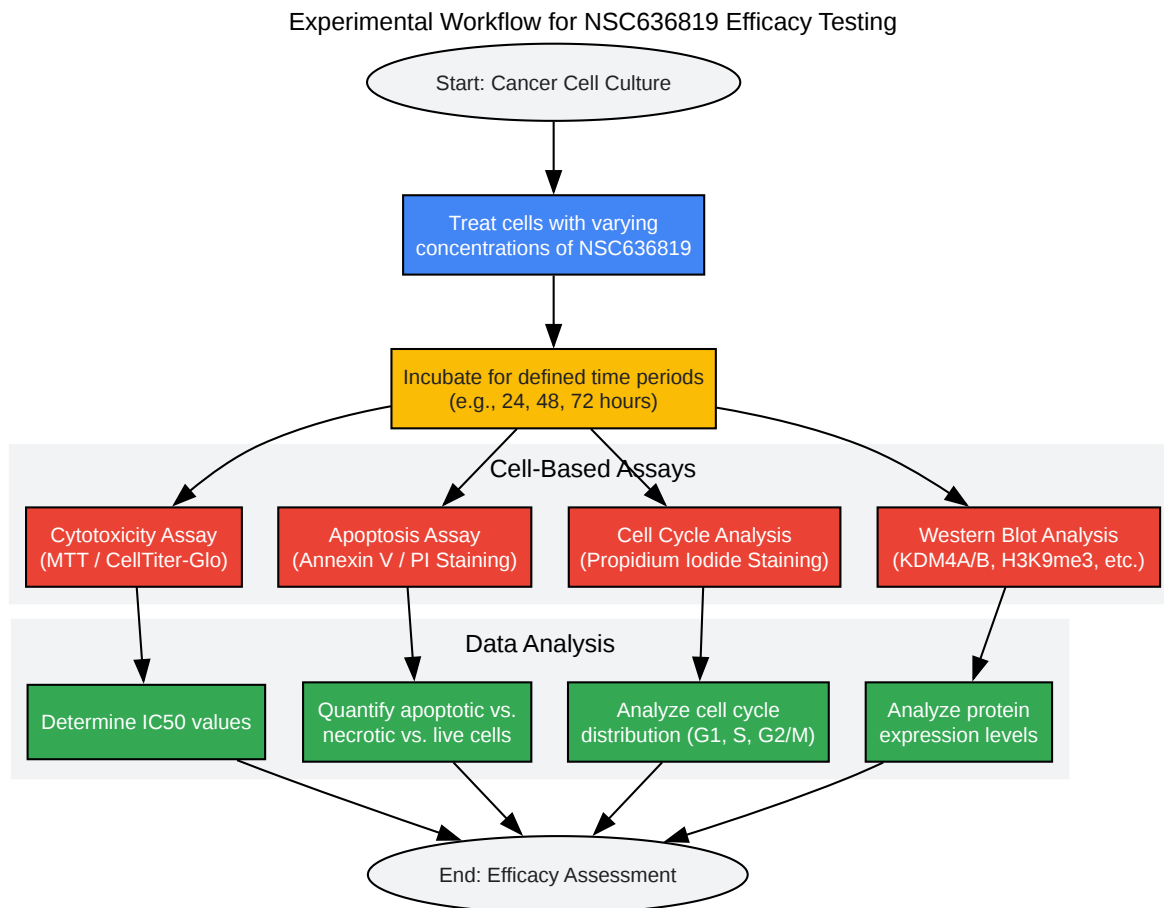 Experimental Workflow for NSC636819 Efficacy Testing
Start: Cancer Cell Culture
Treat cells with varying
concentrations of NSC636819
Incubate for defined time periods
(e.g., 24, 48, 72 hours)
Cell-Based Assays
Cytotoxicity Assay
(MTT / CellTiter-Glo)
Apoptosis Assay
(Annexin V / PI Staining)
Cell Cycle Analysis
(Propidium Iodide Staining)
Western Blot Analysis
(KDM4A/B, H3K9me3, etc.)
Data Analysis
Determine IC50 values
Quantify apoptotic vs.
necrotic vs. live cells
Analyze cell cycle
distribution (G1, S, G2/M)
Analyze protein
expression levels
End: Efficacy Assessment